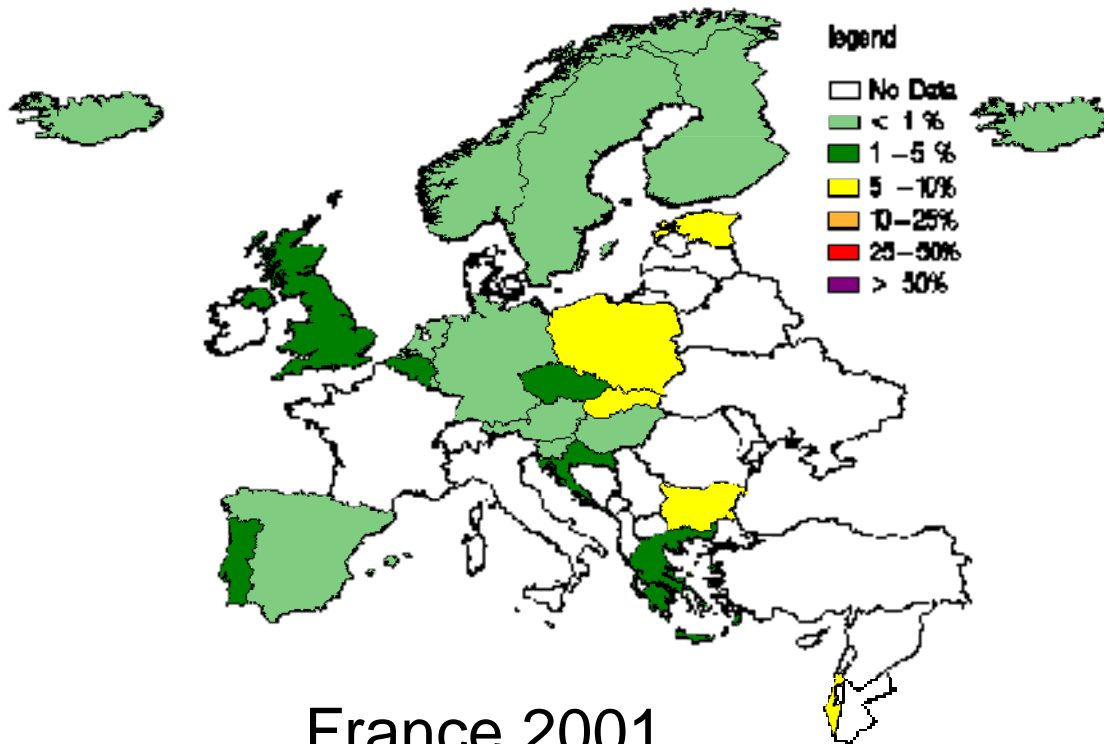 legend
No Data
< 1 %
1 -5 %
5 -10%
10-25%
25-50%
> 50%
France 2001